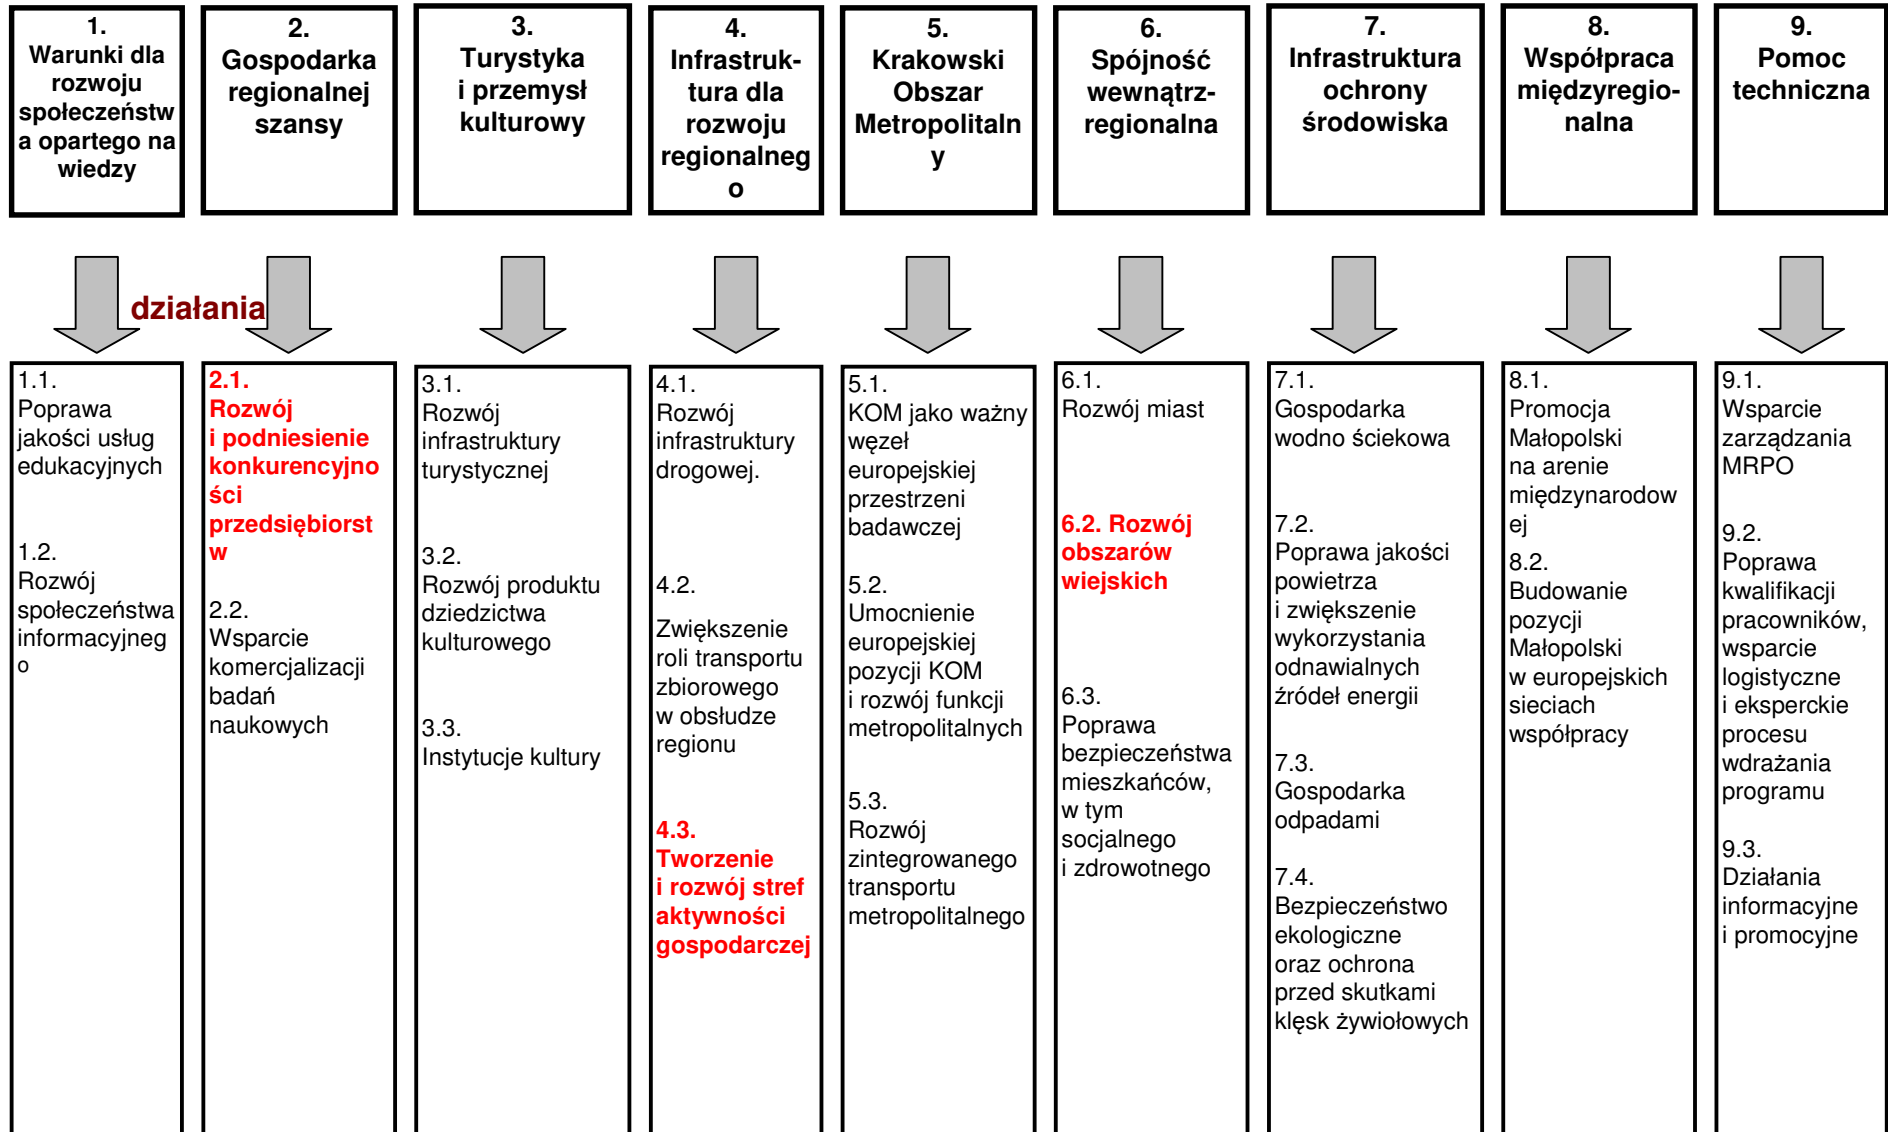 1.
Warunki dla
rozwoju
społeczeństw
a opartego na
wiedzy
2.
Gospodarka
regionalnej
szansy
3.
Turystyka
i przemysł
kulturowy
4.
Infrastruk-
tura dla
rozwoju
regionalneg
o
5.
Krakowski
Obszar
Metropolitaln
y
6.
Spójność
wewnątrz-
regionalna
7.
Infrastruktura
ochrony
środowiska
8.
Współpraca
międzyregio-
nalna
9.
Pomoc
techniczna
działania
1.1.
Poprawa
jakości usług
edukacyjnych
1.2.
Rozwój
społeczeństwa
informacyjneg
o
2.1.
Rozwój
i podniesienie
konkurencyjno
ści
przedsiębiorst
w
2.2.
Wsparcie
komercjalizacji
badań
naukowych
3.1.
Rozwój
infrastruktury
turystycznej
3.2.
Rozwój produktu
dziedzictwa
kulturowego
3.3.
Instytucje kultury
4.1.
Rozwój
infrastruktury
drogowej.
4.2.
Zwiększenie
roli transportu
zbiorowego
w obsłudze
regionu
4.3.
Tworzenie
i rozwój stref
aktywności
gospodarczej
5.1.
KOM jako ważny
węzeł
europejskiej
przestrzeni
badawczej
5.2.
Umocnienie
europejskiej
pozycji KOM
i rozwój funkcji
metropolitalnych
5.3.
Rozwój
zintegrowanego
transportu
metropolitalnego
6.1.
Rozwój miast
6.2. Rozwój
obszarów
wiejskich
6.3.
Poprawa
bezpieczeństwa
mieszkańców,
w tym
socjalnego
i zdrowotnego
7.1.
Gospodarka
wodno ściekowa
7.2.
Poprawa jakości
powietrza
i zwiększenie
wykorzystania
odnawialnych
źródeł energii
7.3.
Gospodarka
odpadami
7.4.
Bezpieczeństwo
ekologiczne
oraz ochrona
przed skutkami
klęsk żywiołowych
8.1.
Promocja
Małopolski
na arenie
międzynarodow
ej
8.2.
Budowanie
pozycji
Małopolski
w europejskich
sieciach
współpracy
9.1.
Wsparcie
zarządzania
MRPO
9.2.
Poprawa
kwalifikacji
pracowników,
wsparcie
logistyczne
i eksperckie
procesu
wdrażania
programu
9.3.
Działania
informacyjne
i promocyjne